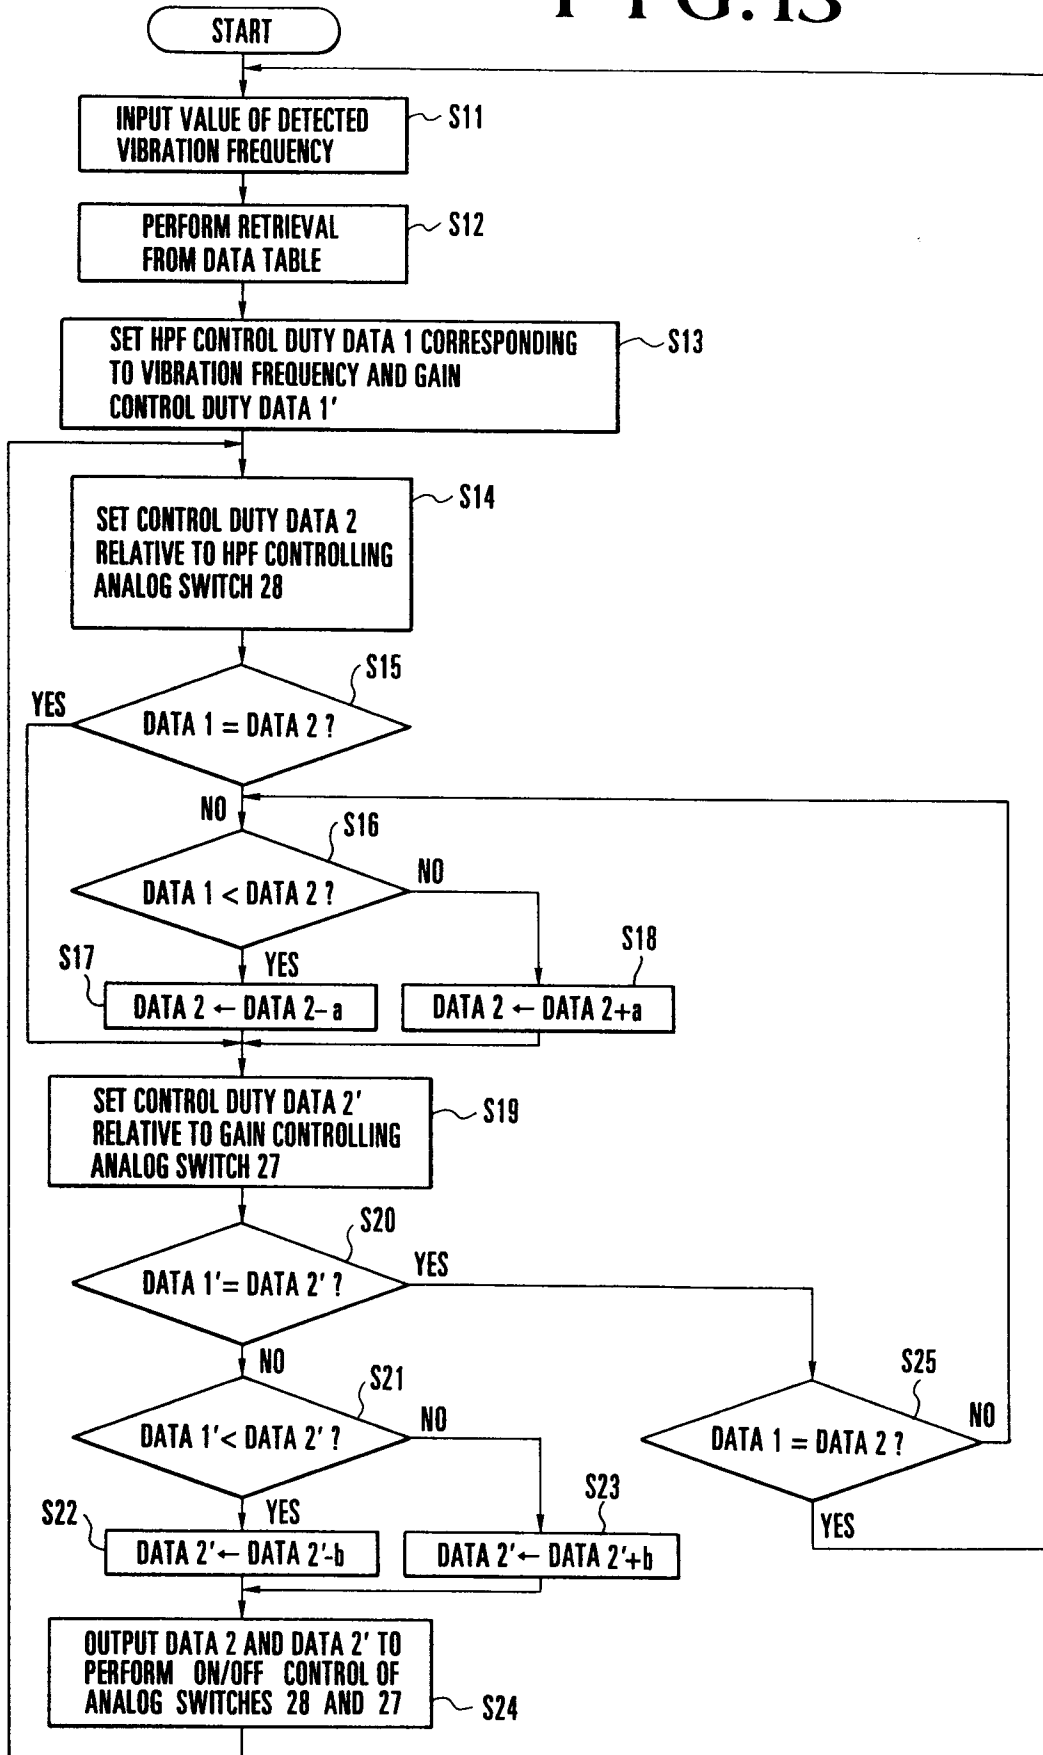 FIG. 13
START
INPUT VALUE OF DETECTED
VIBRATION FREQUENCY
S11
PERFORM RETRIEVAL
FROM DATA TABLE
S12
SET HPF CONTROL DUTY DATA 1 CORRESPONDING
TO VIBRATION FREQUENCY AND GAIN
CONTROL DUTY DATA 1'
S13
SET CONTROL DUTY DATA 2
RELATIVE TO HPF CONTROLLING
ANALOG SWITCH 28
S14
S15
YES
DATA 1 = DATA 2 ?
NO
S16
DATA 1 < DATA 2 ?
NO
YES
S17
DATA 2 ← DATA 2–a
S18
DATA 2 ← DATA 2+a
SET CONTROL DUTY DATA 2'
RELATIVE TO GAIN CONTROLLING
ANALOG SWITCH 27
S19
S20
DATA 1' = DATA 2' ?
YES
NO
S21
DATA 1' < DATA 2' ?
NO
S25
DATA 1 = DATA 2 ?
NO
YES
YES
S22
DATA 2' ← DATA 2'-b
S23
DATA 2' ← DATA 2'+b
OUTPUT DATA 2 AND DATA 2' TO
PERFORM ON/OFF CONTROL OF
ANALOG SWITCHES 28 AND 27
S24